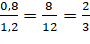 0,8/1,2 = 8/12 = 2/3